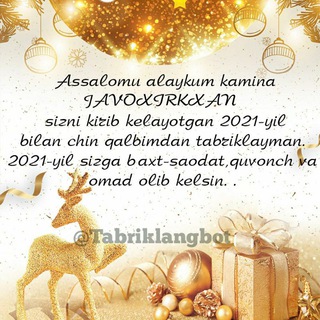 Assalomu alaykum kamina
JAVOXIRKXAN
sizni kirib kelayotgan 2021-yil
bilan chin qalbimdan tabriklayman.
2021-yil sizga baxt-saodat,quvonch va
omad olib kelsin. .
@Tabriklangbot